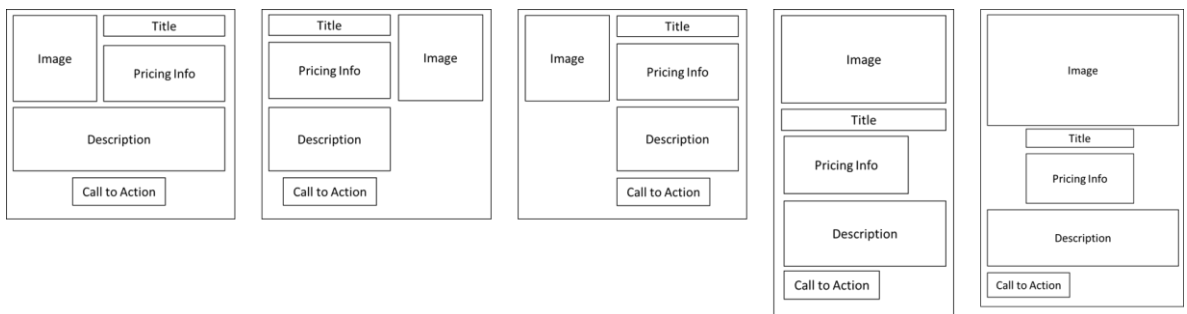 Image
Title
Pricing Info
Description
Call to Action
Title
Pricing Info
Image
Description
Call to Action
Image
Title
Pricing Info
Description
Call to Action
Image
Title
Pricing Info
Description
Call to Action
Image
Title
Pricing Info
Description
Call to Action